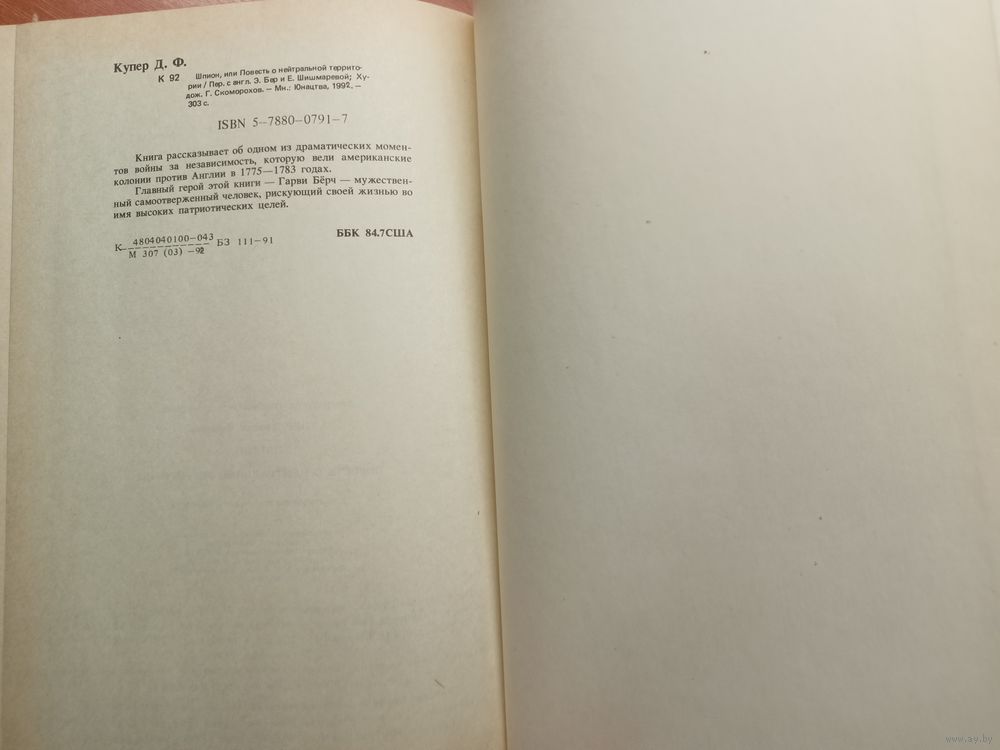 Купер Д. Ф.
К 92 Шпион, или Повесть о нейтральной террито-
рии / Пер. с англ. Э. Бер и Е. Шишмаревой; Ху-
дож. Г. Скоморохов. — Мн.: Юнацтва, 1992. —
303 с.
ISBN 5—7880—0791—7
Книга рассказывает об одном из драматических момен-
тов войны за независимость, которую вели американские
колонии против Англии в 1775—1783 годах.
Главный герой этой книги — Гарви Бёрч — мужествен-
ный самоотверженный человек, рискующий своей жизнью во
имя высоких патриотических целей.
К 4804040100—043 БЗ 111—91
М 307 (03) —92
ББК 84.7США
www.ay.by